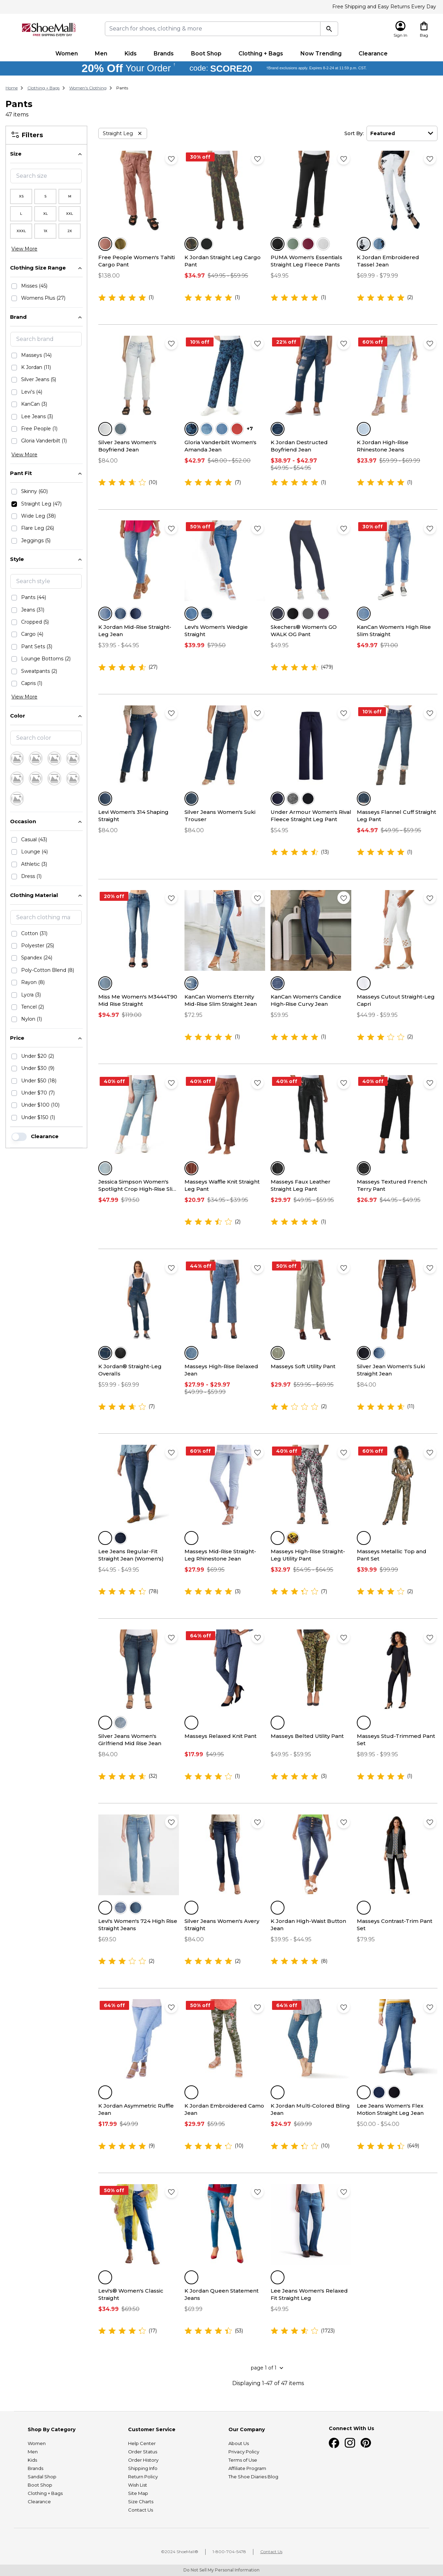 Free Shipping and Easy Returns Every Day
ShoeMall
Search for shoes, clothing & more
Sign In
Bag
Women Men Kids Brands Boot Shop Clothing + Bags Now Trending Clearance
20% Off Your Order code: SCORE20
Home > Clothing + Bags > Women's Clothing > Pants
Pants
47 items
Filters
Straight Leg ✕
Sort By: Featured
Size
Search size
XS S M
L XL XXL
XXXL 1X 2X
View More
Clothing Size Range
Misses (45)
Womens Plus (27)
Brand
Search brand
Masseys (14)
K Jordan (11)
Silver Jeans (5)
Levi's (4)
KanCan (3)
Lee Jeans (3)
Free People (1)
Gloria Vanderbilt (1)
View More
Pant Fit
Skinny (60)
Straight Leg (47)
Wide Leg (38)
Flare Leg (26)
Jeggings (5)
Style
Search style
Pants (44)
Jeans (31)
Cropped (5)
Cargo (4)
Pant Sets (3)
Lounge Bottoms (2)
Sweatpants (2)
Capris (1)
View More
Color
Search color
Occasion
Casual (43)
Lounge (4)
Athletic (3)
Dress (1)
Clothing Material
Search clothing ma
Cotton (31)
Polyester (25)
Spandex (24)
Poly-Cotton Blend (8)
Rayon (8)
Lycra (3)
Tencel (2)
Nylon (1)
Price
Under $20 (2)
Under $30 (9)
Under $50 (18)
Under $70 (7)
Under $100 (10)
Under $150 (1)
Clearance
Free People Women's Tahiti Cargo Pant
$138.00
(1)
30% off
K Jordan Straight Leg Cargo Pant
$34.97 $49.95 - $59.95
(1)
PUMA Women's Essentials Straight Leg Fleece Pants
$49.95
(1)
K Jordan Embroidered Tassel Jean
$69.99 - $79.99
(2)
Silver Jeans Women's Boyfriend Jean
$84.00
(10)
10% off
+7
Gloria Vanderbilt Women's Amanda Jean
$42.97 $48.00 - $52.00
(7)
22% off
K Jordan Destructed Boyfriend Jean
$38.97 - $42.97
$49.95 - $54.95
(1)
60% off
K Jordan High-Rise Rhinestone Jeans
$23.97 $59.99 - $69.99
(1)
K Jordan Mid-Rise Straight-Leg Jean
$39.95 - $44.95
(27)
50% off
Levi's Women's Wedgie Straight
$39.99 $79.50
Skechers® Women's GO WALK OG Pant
$49.95
(479)
30% off
KanCan Women's High Rise Slim Straight
$49.97 $71.00
Levi Women's 314 Shaping Straight
$84.00
Silver Jeans Women's Suki Trouser
$84.00
Under Armour Women's Rival Fleece Straight Leg Pant
$54.95
(13)
10% off
Masseys Flannel Cuff Straight Leg Pant
$44.97 $49.95 - $59.95
(1)
20% off
Miss Me Women's M3444T90 Mid Rise Straight
$94.97 $119.00
KanCan Women's Eternity Mid-Rise Slim Straight Jean
$72.95
(1)
KanCan Women's Candice High-Rise Curvy Jean
$59.95
(1)
Masseys Cutout Straight-Leg Capri
$44.99 - $59.95
(2)
40% off
Jessica Simpson Women's Spotlight Crop High-Rise Sli...
$47.99 $79.50
40% off
Masseys Waffle Knit Straight Leg Pant
$20.97 $34.95 - $39.95
(2)
40% off
Masseys Faux Leather Straight Leg Pant
$29.97 $49.95 - $59.95
(1)
40% off
Masseys Textured French Terry Pant
$26.97 $44.95 - $49.95
K Jordan® Straight-Leg Overalls
$59.99 - $69.99
(7)
44% off
Masseys High-Rise Relaxed Jean
$27.99 - $29.97
$49.99 - $59.99
50% off
Masseys Soft Utility Pant
$29.97 $59.95 - $69.95
(2)
Silver Jean Women's Suki Straight Jean
$84.00
(11)
Lee Jeans Regular-Fit Straight Jean (Women's)
$44.95 - $49.95
(78)
60% off
Masseys Mid-Rise Straight-Leg Rhinestone Jean
$27.99 $69.95
(3)
40% off
Masseys High-Rise Straight-Leg Utility Pant
$32.97 $54.95 - $64.95
(7)
60% off
Masseys Metallic Top and Pant Set
$39.99 $99.99
(2)
Silver Jeans Women's Girlfriend Mid Rise Jean
$84.00
(32)
64% off
Masseys Relaxed Knit Pant
$17.99 $49.95
(1)
Masseys Belted Utility Pant
$49.95 - $59.95
(3)
Masseys Stud-Trimmed Pant Set
$89.95 - $99.95
(1)
Levi's Women's 724 High Rise Straight Jeans
$69.50
(2)
Silver Jeans Women's Avery Straight
$84.00
(2)
K Jordan High-Waist Button Jean
$39.95 - $44.95
(8)
Masseys Contrast-Trim Pant Set
$79.95
64% off
K Jordan Asymmetric Ruffle Jean
$17.99 $49.99
(9)
50% off
K Jordan Embroidered Camo Jean
$29.97 $59.95
(10)
64% off
K Jordan Multi-Colored Bling Jean
$24.97 $69.99
(10)
Lee Jeans Women's Flex Motion Straight Leg Jean
$50.00 - $54.00
(649)
50% off
Levi's® Women's Classic Straight
$34.99 $69.50
(17)
K Jordan Queen Statement Jeans
$69.99
(53)
Lee Jeans Women's Relaxed Fit Straight Leg
$49.95
(1723)
page 1 of 1
Displaying 1-47 of 47 items
Shop By Category
Women
Men
Kids
Brands
Sandal Shop
Boot Shop
Clothing + Bags
Clearance
Customer Service
Help Center
Order Status
Order History
Shipping Info
Return Policy
Wish List
Site Map
Size Charts
Contact Us
Our Company
About Us
Privacy Policy
Terms of Use
Affiliate Program
The Shoe Diaries Blog
Connect With Us
©2024 ShoeMall® | 1-800-704-5478 | Contact Us
Do Not Sell My Personal Information